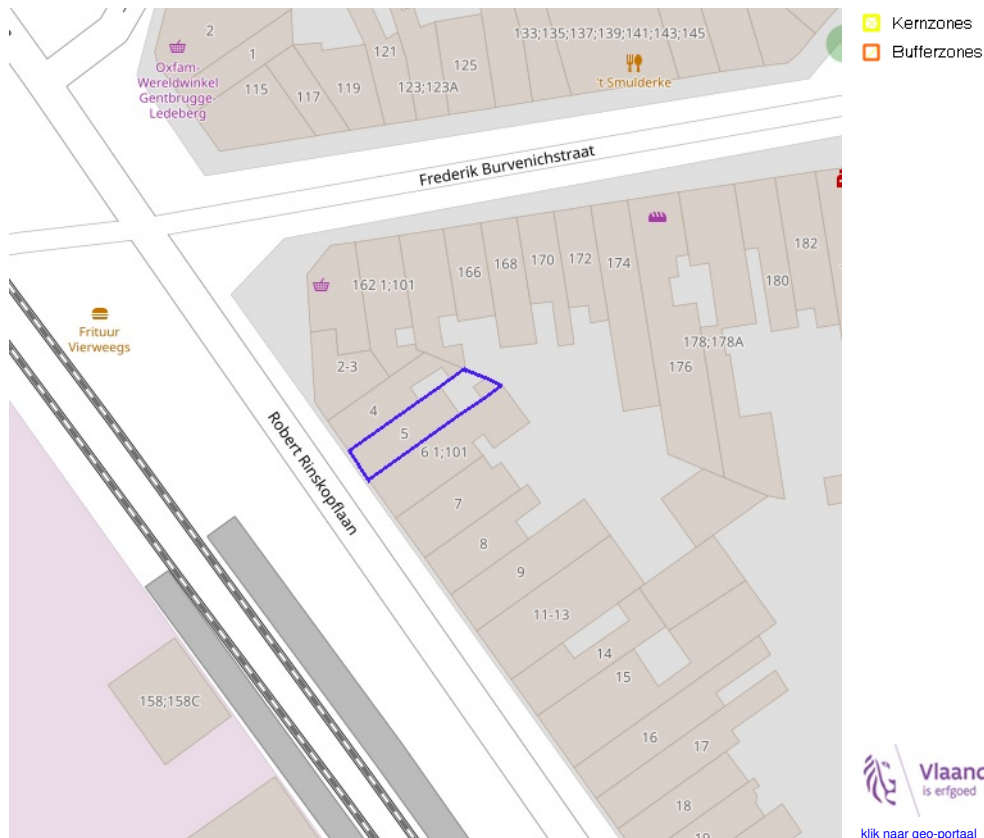 2
1
121
133;135;137;139;141;143;145
Oxfam-
Wereldwinkel
Gentbrugge-
Ledeberg
115
117
119
123;123A
125
't Smulderke
Frederik Burvenichstraat
162 1;101
166
168
170
172
174
180
182
178;178A
176
Frituur
Vierweegs
2-3
4
5
6 1;101
7
8
9
11-13
14
15
16
17
18
19
Robert Rinskopflaan
158;158C
Kernzones
Bufferzones
Vlaand
is erfgoed
klik naar geo-portaal